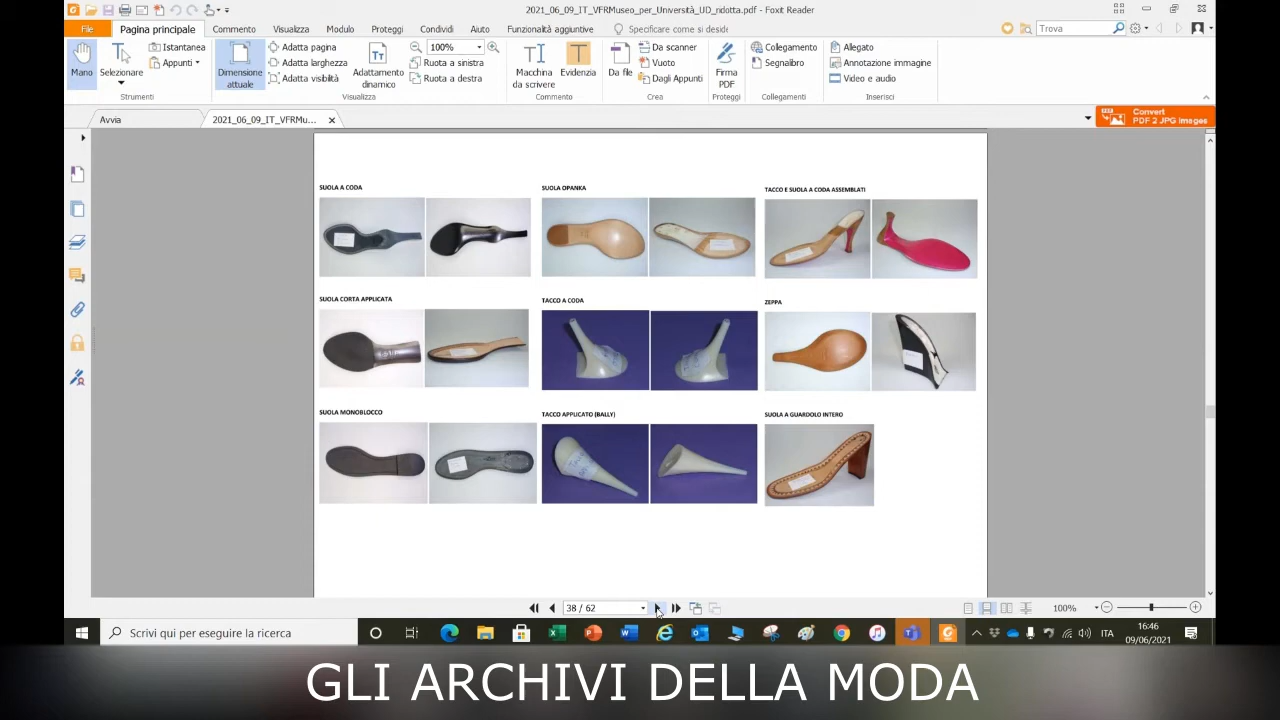 2021_06_09_IT_VFRMuseo_per_Università_UD_ridotta.pdf - Foxit Reader
File
Pagina principale
Commento
Visualizza
Modulo
Proteggi
Condividi
Aiuto
Funzionalità aggiuntive
Specificare come si deside
Trova
Mano
Selezionare
Istantanea
Appunti
Strumenti
Dimensione attuale
Adatta pagina
Adatta larghezza
Adatta visibilità
Adattamento dinamico
100%
Ruota a sinistra
Ruota a destra
Visualizza
Macchina da scrivere
Evidenzia
Commento
Da file
Da scanner
Vuoto
Dagli Appunti
Crea
Firma PDF
Proteggi
Collegamento
Segnalibro
Collegamenti
Allegato
Annotazione immagine
Video e audio
Inserisci
Avvia
2021_06_09_IT_VFRMu...
Convert
PDF 2 JPG Images
SUOLA A CODA
SUOLA OPANKA
TACCO E SUOLA A CODA ASSEMBLATI
SUOLA CORTA APPLICATA
TACCO A CODA
ZEPPA
SUOLA MONOBLOCCO
TACCO APPLICATO (BALLY)
SUOLA A GUARDOLO INTERO
38 / 62
100%
Scrivi qui per eseguire la ricerca
ITA
16:46
09/06/2021
GLI ARCHIVI DELLA MODA